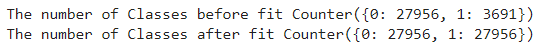 The number of Classes before fit Counter({0: 27956, 1: 3691})
The number of Classes after fit Counter({0: 27956, 1: 27956})